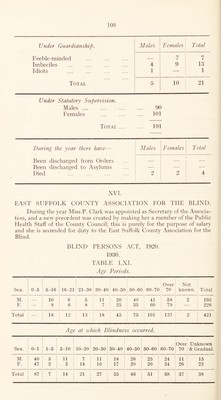 108
Under Guardianship. Males Females Total
Feeble-minded ... ... ... — 7 7
Imbeciles ... ... ... 4 9 13
Idiots ... ... ... 1 — 1
Total ... 5 16 21
Under Statutory Supervision.
Males ... ... ... 90
Females ... ... 101
Total ... 191
During the year there have— Males Females Total
Been discharged from Orders ... — — —
Been discharged to Asylums ... — — —
Died ... ... ... 2 2 4
XVI.
EAST SUFFOLK COUNTY ASSOCIATION FOR THE BLIND.
During the year Miss P. Clark was appointed as Secretary of the Association, and a new precedent was created by making her a member of the Public
Health Staff of the County Council; this is purely for the purpose of salary
and she is seconded for duty to the East Suffolk County Association for the
Blind.
BLIND PERSONS ACT, 1920.
1936.
TABLE LXI.
Age Periods.
Sex. 0-5 5-16 16-21 21-30 30-40 40-50 50-60 60-70 Over 70 Not known Total
M. — 10 6 5 11 20 40 41 58 2
F. — 8 6 8 7 25 35 60 79 — 228
Total — 18 12 13 18 45 75 101 137 2 421
Age at which Blindness occurred.
Sex. 0-1 1-5 5-10 10-20 20-30 30-40 40-50 50-60 60-70 Over 70 Unknown & Gradual.
M. 40 5 11 7 11 18 26 25 24 11 15
F. 47 2 3 14 16 17 20 26 34 26 23
Total 87 7 14 21 27 35 46 51 58 37 38